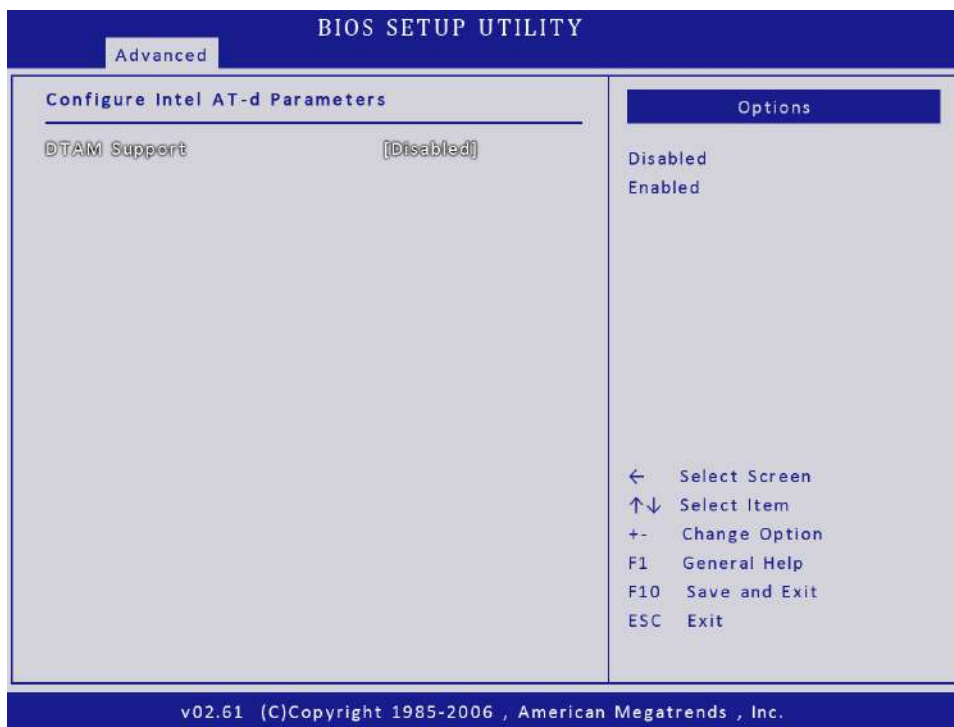 BIOS SETUP UTILITY
Advanced
Configure Intel AT-d Parameters
DTAM Support [Disabled]
Options
Disabled
Enabled
← Select Screen
↑↓ Select Item
+- Change Option
F1 General Help
F10 Save and Exit
ESC Exit
v02.61 (C)Copyright 1985-2006 , American Megatrends , Inc.